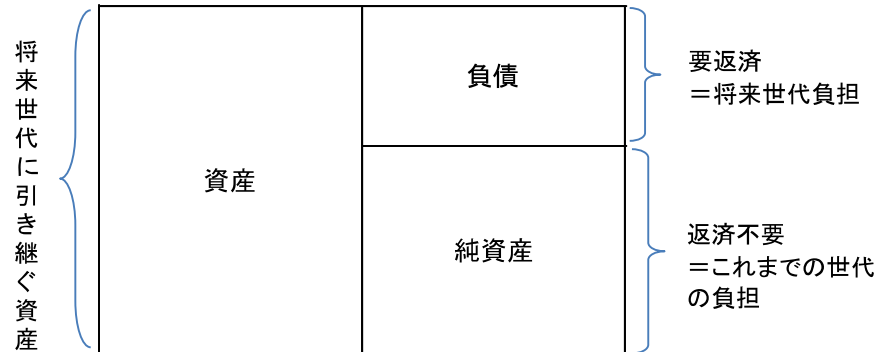 将来世代に引き継ぐ資産
資産
負債
純資産
要返済
＝将来世代負担
返済不要
＝これまでの世代
の負担